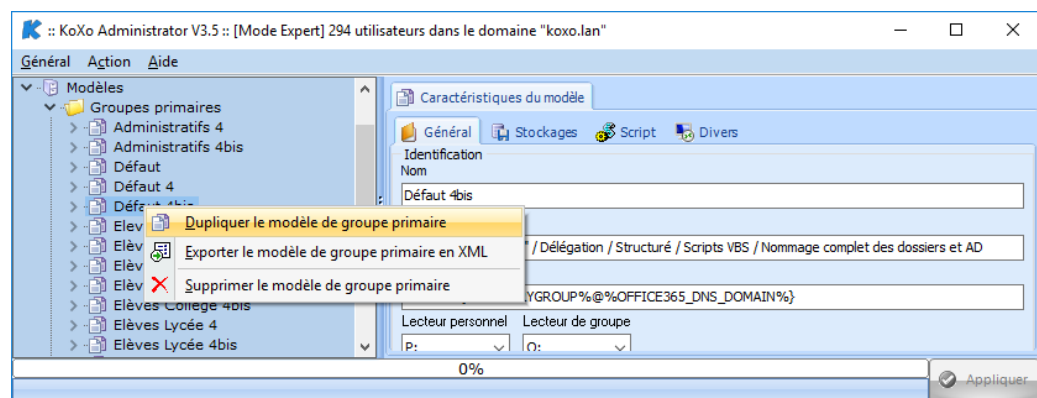 :: KoXo Administrator V3.5 :: [Mode Expert] 294 utilisateurs dans le domaine "koxo.lan"
Général Action Aide
Modèles
Groupes primaires
Administratifs 4
Administratifs 4bis
Défaut
Défaut 4
Défaut 4bis
Elèves Collège 4bis
Elèves Lycée 4
Elèves Lycée 4bis
Dupliquer le modèle de groupe primaire
Exporter le modèle de groupe primaire en XML
Supprimer le modèle de groupe primaire
Caractéristiques du modèle
Général Stockages Script Divers
Identification
Nom
Défaut 4bis
" / Délégation / Structuré / Scripts VBS / Nommage complet des dossiers et AD
YGROUP%@%OFFICE365_DNS_DOMAIN%}
Lecteur personnel Lecteur de groupe
P: O:
0%
Appliquer